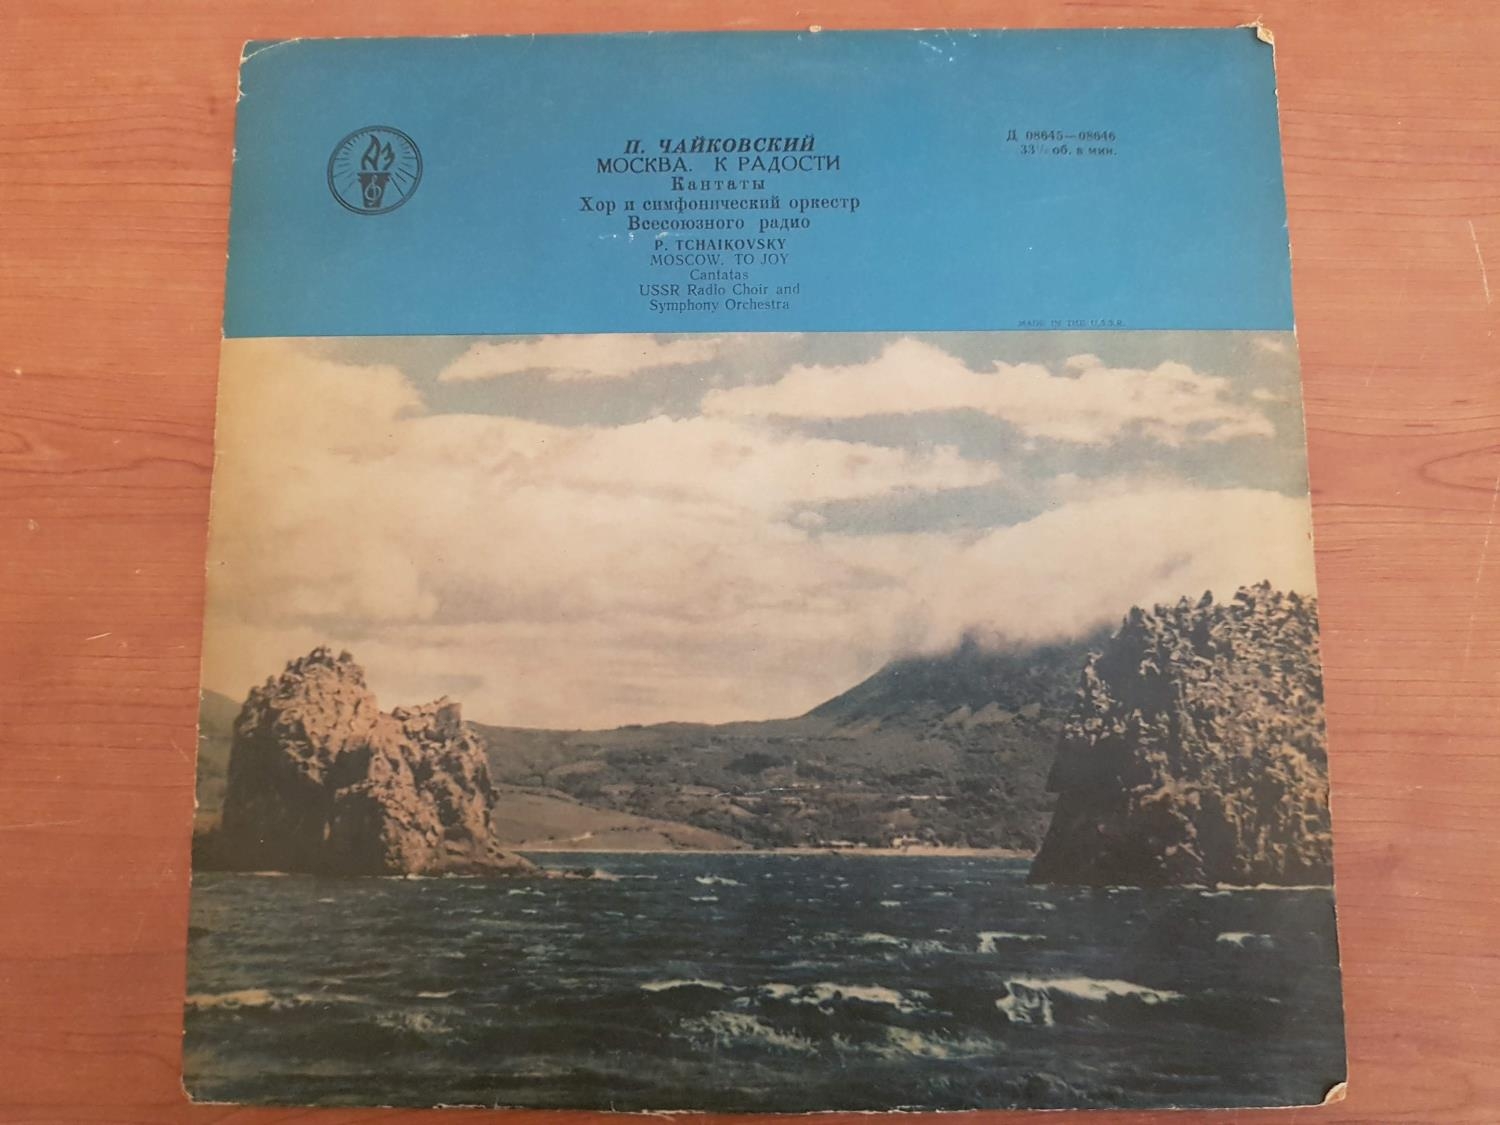 АЗ
П. ЧАЙКОВСКИЙ
МОСКВА. К РАДОСТИ
Кантаты
Хор и симфонический оркестр
Всесоюзного радио
P. TCHAIKOVSKY
MOSCOW. TO JOY
Cantatas
USSR Radio Choir and
Symphony Orchestra
Д 08645—08646
33⅓ об. в мин.
MADE IN THE U.S.S.R.